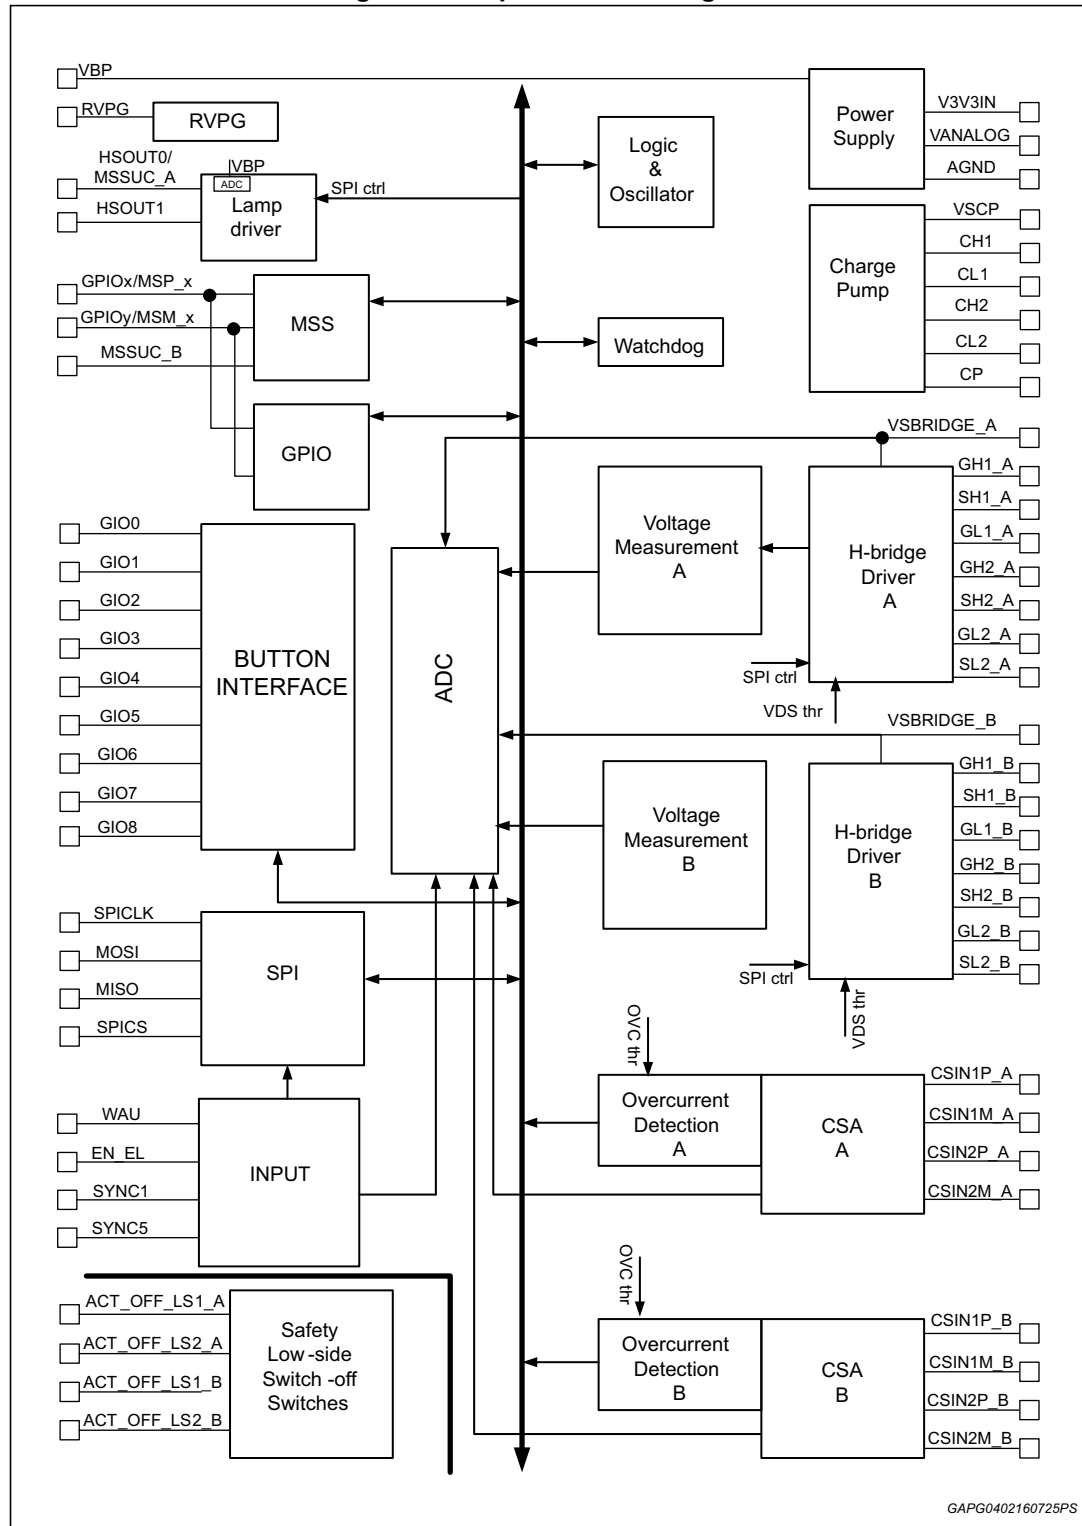 VBP
RVPG
RVPG
HSOUT0/
MSSUC_A
HSOUT1
VBP
ADC
Lamp
driver
SPI ctrl
Logic
&
Oscillator
Power
Supply
V3V3IN
VANALOG
AGND
Charge
Pump
VSCP
CH1
CL1
CH2
CL2
CP
GPIOx/MSP_x
GPIOy/MSM_x
MSSUC_B
MSS
GPIO
Watchdog
VSBRIDGE_A
GH1_A
SH1_A
GL1_A
GH2_A
SH2_A
GL2_A
SL2_A
Voltage
Measurement
A
H-bridge
Driver
A
SPI ctrl
VDS thr
GIO0
GIO1
GIO2
GIO3
GIO4
GIO5
GIO6
GIO7
GIO8
BUTTON
INTERFACE
ADC
VSBRIDGE_B
GH1_B
SH1_B
GL1_B
GH2_B
SH2_B
GL2_B
SL2_B
Voltage
Measurement
B
H-bridge
Driver
B
SPI ctrl
VDS thr
SPICLK
MOSI
MISO
SPICS
SPI
WAU
EN_EL
SYNC1
SYNC5
INPUT
OVC thr
Overcurrent
Detection
A
CSA
A
CSIN1P_A
CSIN1M_A
CSIN2P_A
CSIN2M_A
ACT_OFF_LS1_A
ACT_OFF_LS2_A
ACT_OFF_LS1_B
ACT_OFF_LS2_B
Safety
Low-side
Switch-off
Switches
OVC thr
Overcurrent
Detection
B
CSA
B
CSIN1P_B
CSIN1M_B
CSIN2P_B
CSIN2M_B
GAPG0402160725PS